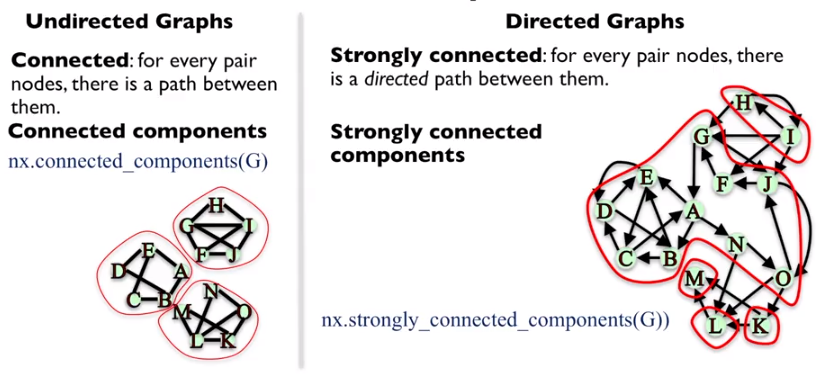 Undirected Graphs
Connected: for every pair
nodes, there is a path between
them.
Connected components
nx.connected_components(G)
H
G
I
F
J
E
D
A
C
B
N
M
O
L
K
Directed Graphs
Strongly connected: for every pair nodes, there
is a directed path between them.
Strongly connected
components
H
G
I
F
J
E
D
A
C
B
N
M
O
L
K
nx.strongly_connected_components(G))